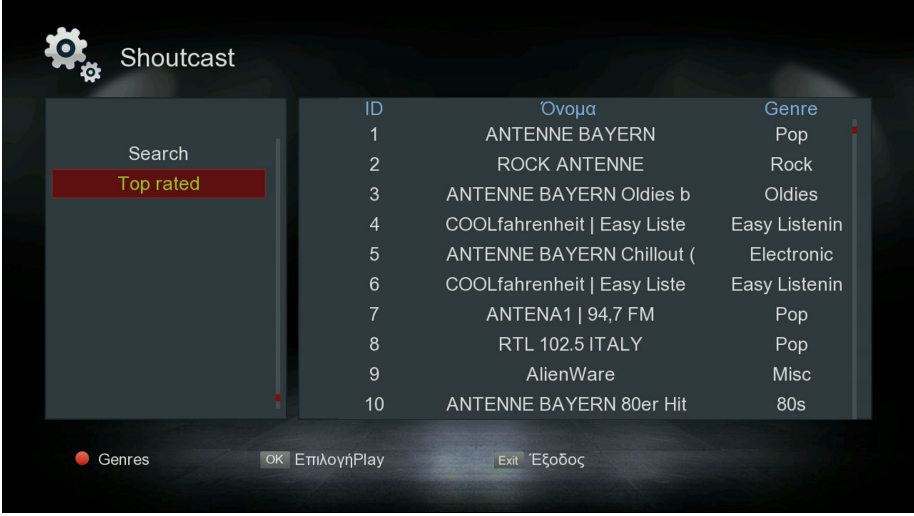 Shoutcast
Search
Top rated
ID Όνομα Genre
1 ANTENNE BAYERN Pop
2 ROCK ANTENNE Rock
3 ANTENNE BAYERN Oldies b Oldies
4 COOLfahrenheit | Easy Liste Easy Listenin
5 ANTENNE BAYERN Chillout ( Electronic
6 COOLfahrenheit | Easy Liste Easy Listenin
7 ANTENA1 | 94,7 FM Pop
8 RTL 102.5 ITALY Pop
9 AlienWare Misc
10 ANTENNE BAYERN 80er Hit 80s
Genres OK ΕπιλογήPlay Exit Έξοδος